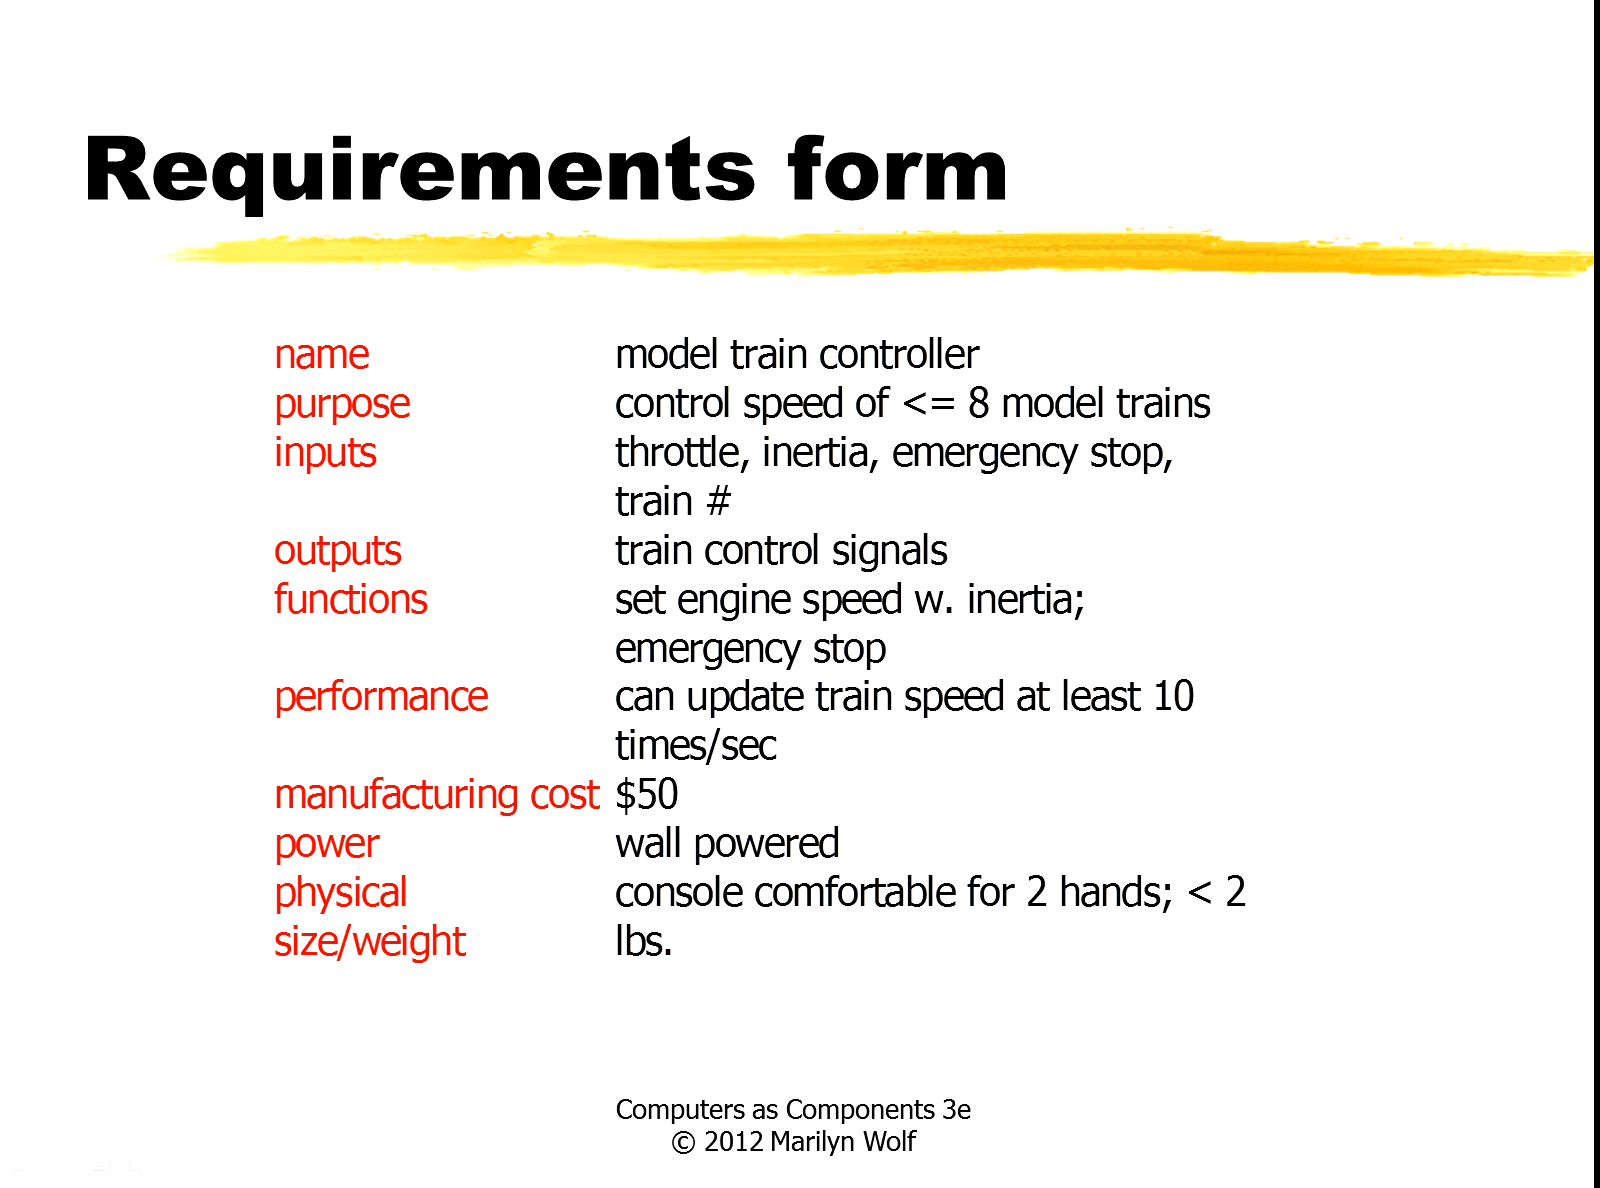 Requirements form
name model train controller
purpose control speed of <= 8 model trains
inputs throttle, inertia, emergency stop,
train #
outputs train control signals
functions set engine speed w. inertia;
emergency stop
performance can update train speed at least 10
times/sec
manufacturing cost $50
power wall powered
physical console comfortable for 2 hands; < 2
size/weight lbs.
Computers as Components 3e
© 2012 Marilyn Wolf